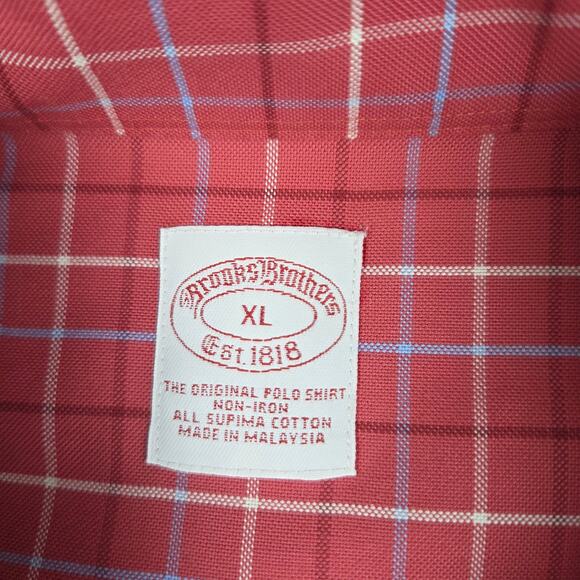 Brooks Brothers
XL
Est. 1818
THE ORIGINAL POLO SHIRT
NON-IRON
ALL SUPIMA COTTON
MADE IN MALAYSIA